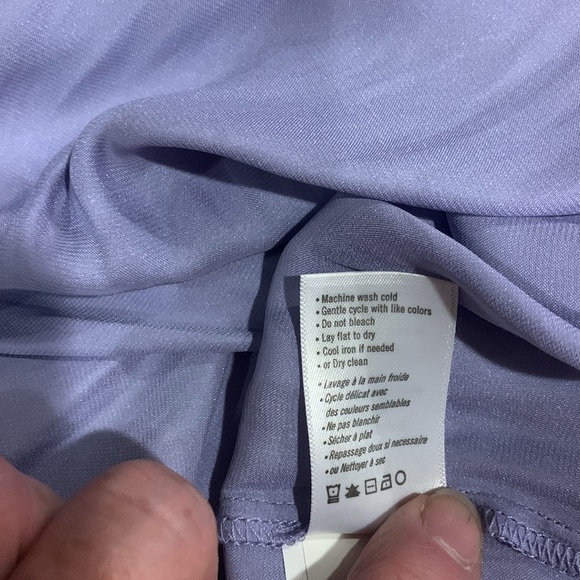 • Machine wash cold
• Gentle cycle with like colors
• Do not bleach
• Lay flat to dry
• Cool iron if needed
• or Dry clean
• Lavage à la main froide
• Cycle délicat avec
des couleurs semblables
• Ne pas blanchir
• Sécher à plat
• Repassage doux si necessaire
• ou Nettoyer à sec